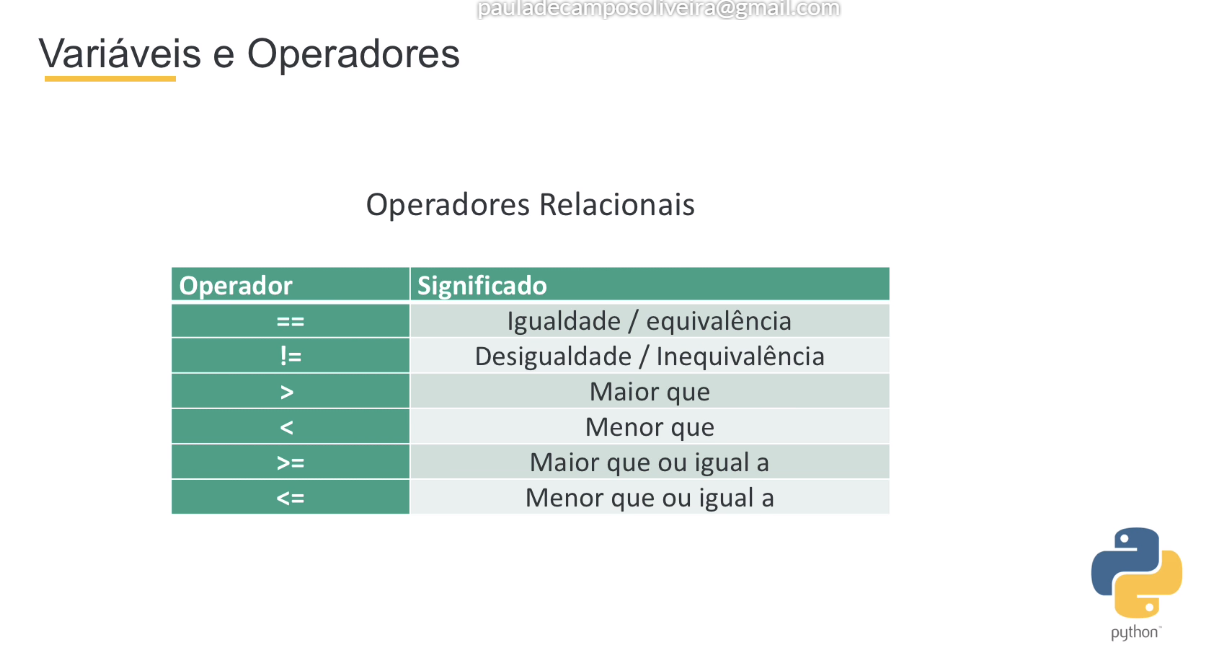 pauladecamposoliveira@gmail.com
Variáveis e Operadores
Operadores Relacionais
Operador Significado
== Igualdade / equivalência
!= Desigualdade / Inequivalência
> Maior que
< Menor que
>= Maior que ou igual a
<= Menor que ou igual a
python™